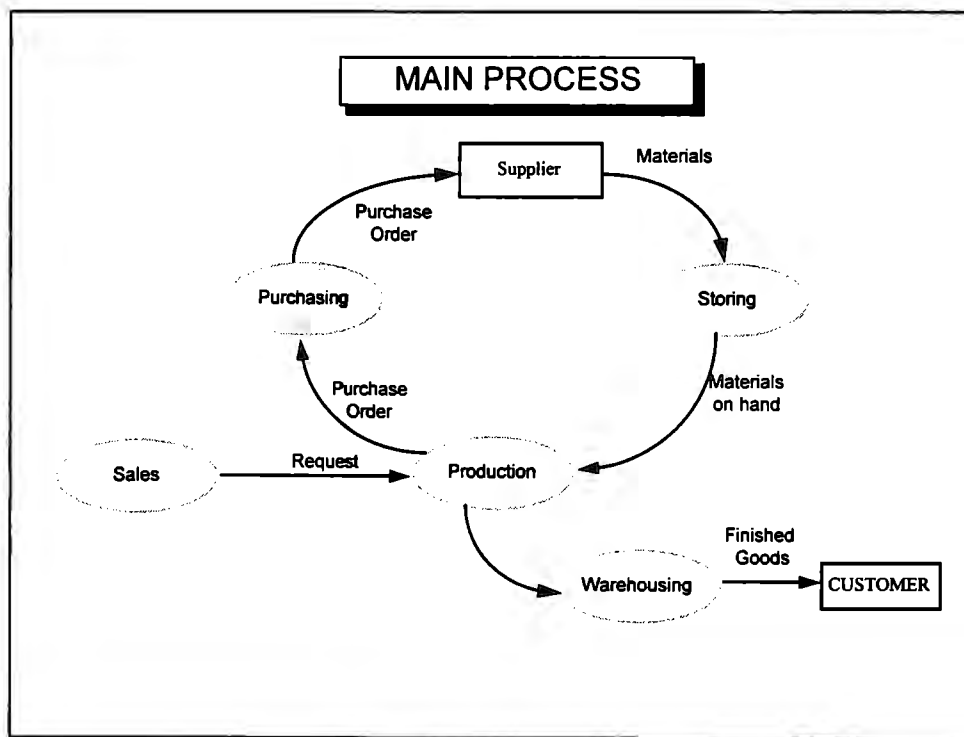 MAIN PROCESS
Supplier
Materials
Purchase
Order
Purchasing
Storing
Purchase
Order
Materials
on hand
Sales
Request
Production
Finished
Goods
Warehousing
CUSTOMER